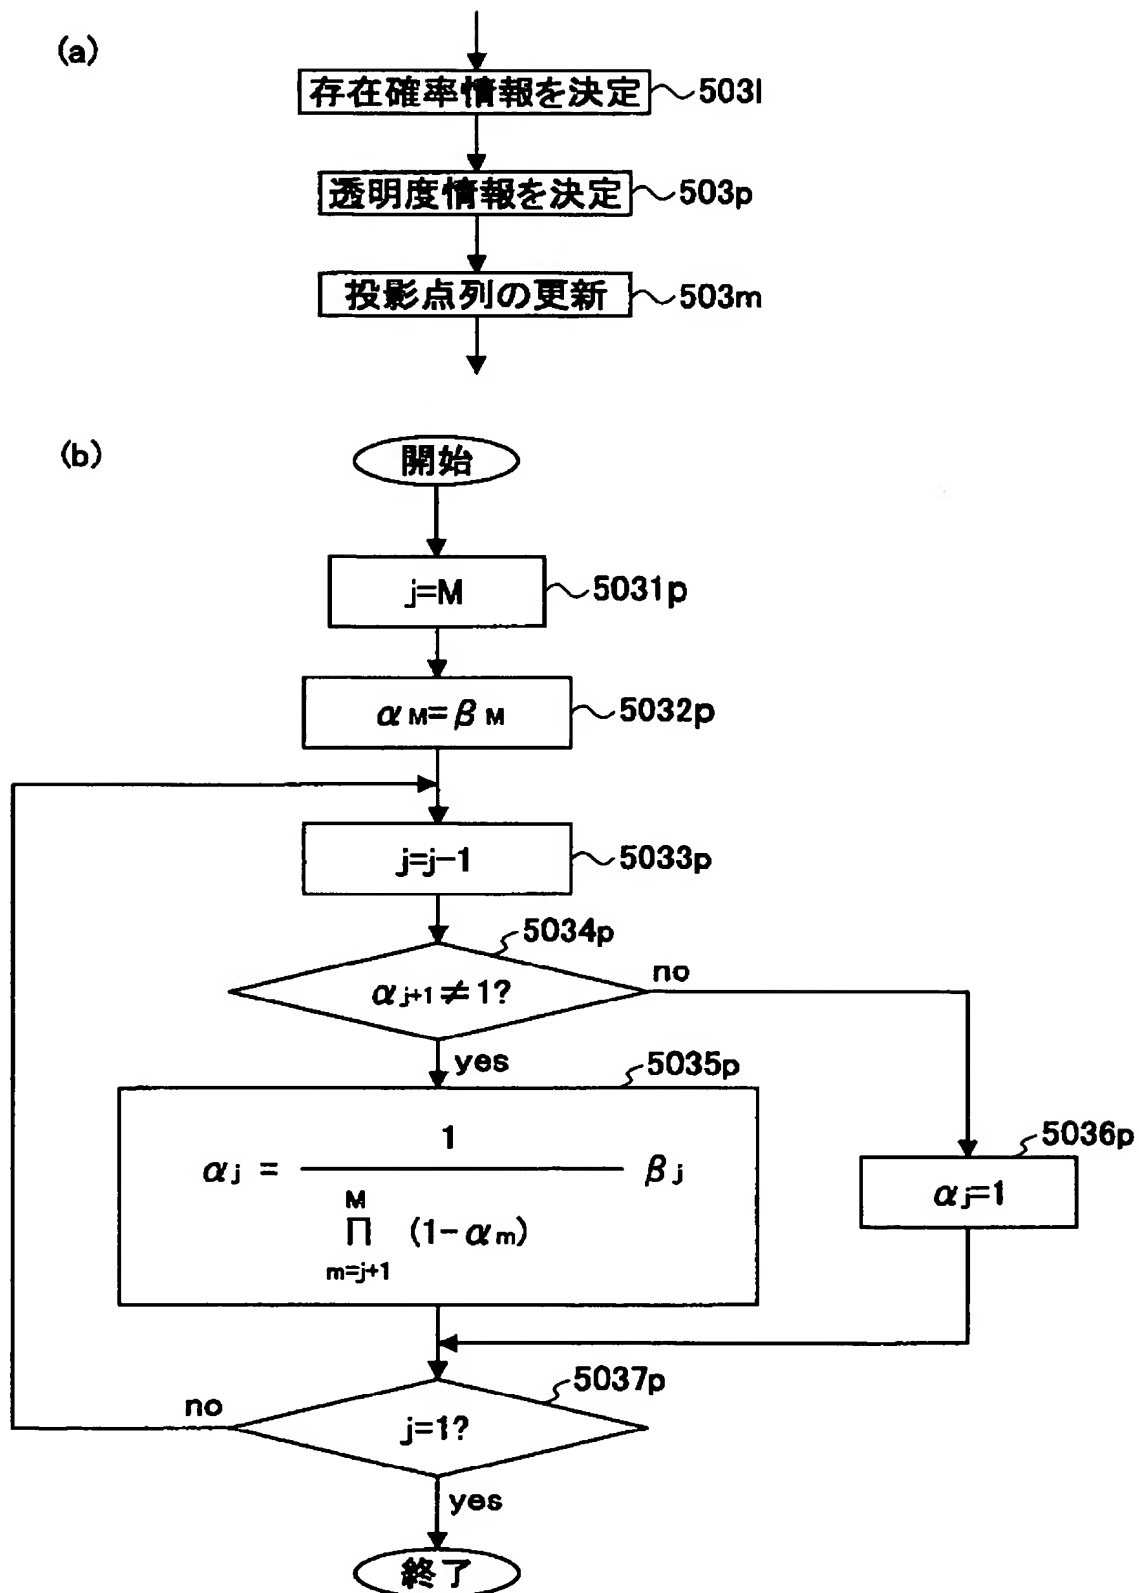 (a)
存在確率情報を決定 503l
透明度情報を決定 503p
投影点列の更新 503m
(b)
開始
j=M 5031p
αM=βM 5032p
j=j-1 5033p
5034p
αj+1≠1?
no
yes
5035p
1
αj = βj
M
Π (1-αm)
m=j+1
5036p
αj=1
5037p
no
j=1?
yes
終了